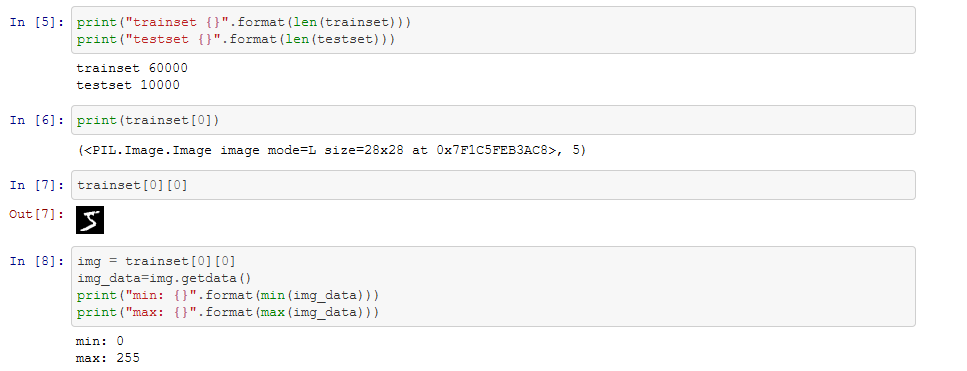 In [5]: print("trainset {}".format(len(trainset)))
print("testset {}".format(len(testset)))
trainset 60000
testset 10000
In [6]: print(trainset[0])
(<PIL.Image.Image image mode=L size=28x28 at 0x7F1C5FEB3AC8>, 5)
In [7]: trainset[0][0]
Out[7]: 5
In [8]: img = trainset[0][0]
img_data=img.getdata()
print("min: {}".format(min(img_data)))
print("max: {}".format(max(img_data)))
min: 0
max: 255